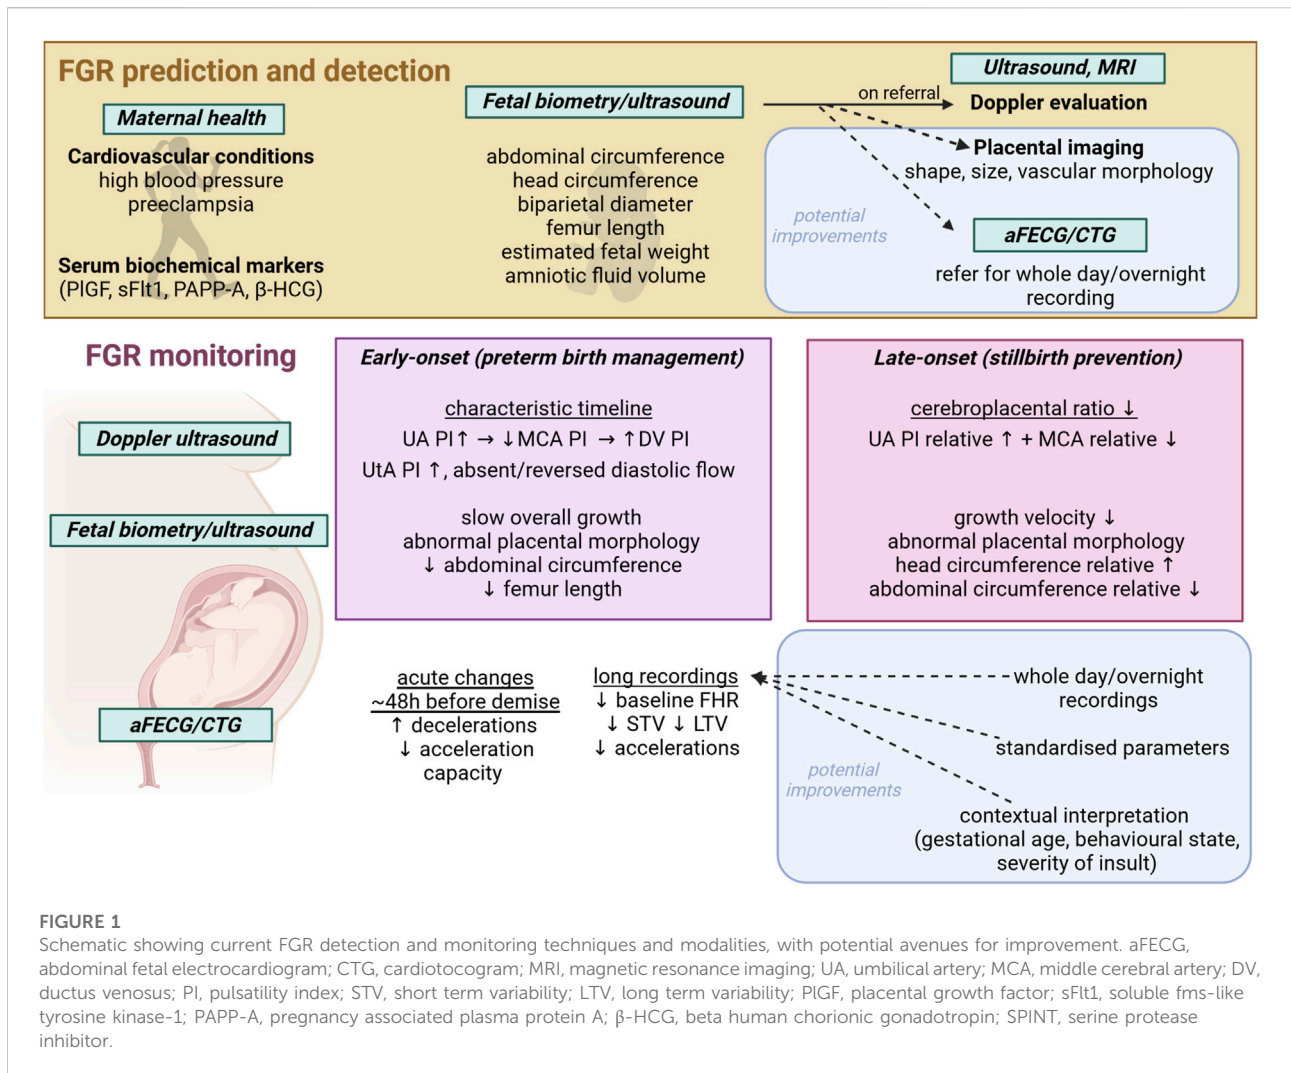 FGR prediction and detection
Maternal health
Cardiovascular conditions
high blood pressure
preeclampsia
Serum biochemical markers
(PlGF, sFlt1, PAPP-A, β-HCG)
Fetal biometry/ultrasound
abdominal circumference
head circumference
biparietal diameter
femur length
estimated fetal weight
amniotic fluid volume
on referral
Ultrasound, MRI
Doppler evaluation
Placental imaging
shape, size, vascular morphology
potential
improvements
aFECG/CTG
refer for whole day/overnight
recording
FGR monitoring
Doppler ultrasound
Fetal biometry/ultrasound
aFECG/CTG
Early-onset (preterm birth management)
characteristic timeline
UA PI↑ → ↓MCA PI → ↑DV PI
UtA PI ↑, absent/reversed diastolic flow
slow overall growth
abnormal placental morphology
↓ abdominal circumference
↓ femur length
Late-onset (stillbirth prevention)
cerebroplacental ratio ↓
UA PI relative ↑ + MCA relative ↓
growth velocity ↓
abnormal placental morphology
head circumference relative ↑
abdominal circumference relative ↓
acute changes
~48h before demise
↑ decelerations
↓ acceleration
capacity
long recordings
↓ baseline FHR
↓ STV ↓ LTV
↓ accelerations
whole day/overnight
recordings
standardised parameters
potential
improvements
contextual interpretation
(gestational age, behavioural state,
severity of insult)
FIGURE 1
Schematic showing current FGR detection and monitoring techniques and modalities, with potential avenues for improvement. aFECG,
abdominal fetal electrocardiogram; CTG, cardiotocogram; MRI, magnetic resonance imaging; UA, umbilical artery; MCA, middle cerebral artery; DV,
ductus venosus; PI, pulsatility index; STV, short term variability; LTV, long term variability; PlGF, placental growth factor; sFlt1, soluble fms-like
tyrosine kinase-1; PAPP-A, pregnancy associated plasma protein A; β-HCG, beta human chorionic gonadotropin; SPINT, serine protease
inhibitor.